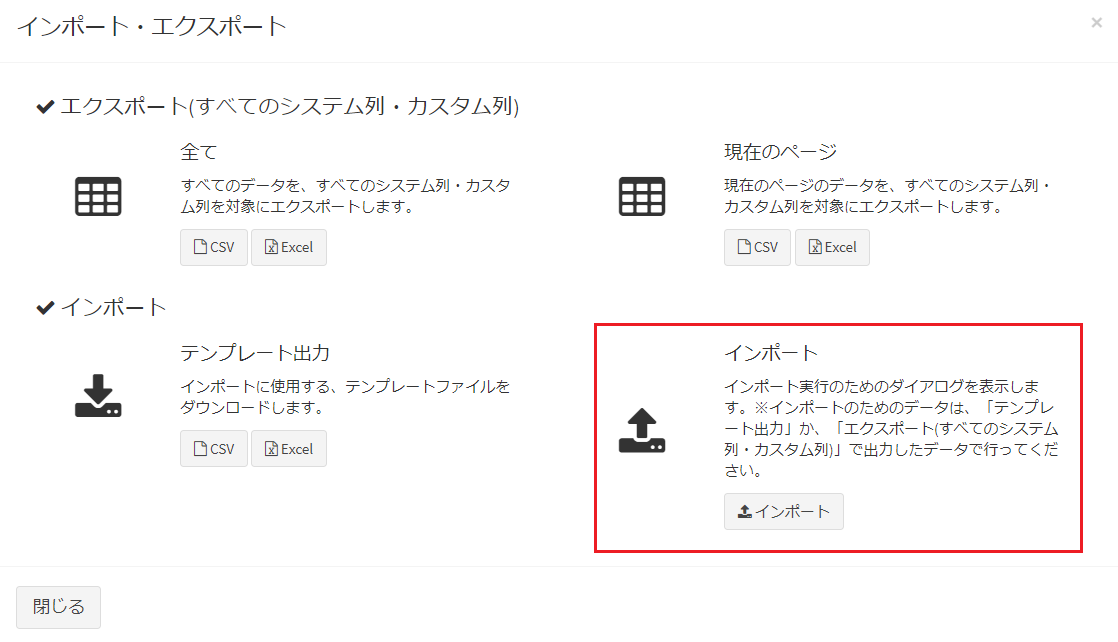 インポート・エクスポート
×
エクスポート(すべてのシステム列・カスタム列)
全て
すべてのデータを、すべてのシステム列・カスタ
ム列を対象にエクスポートします。
CSV
Excel
現在のページ
現在のページのデータを、すべてのシステム列・
カスタム列を対象にエクスポートします。
CSV
Excel
インポート
テンプレート出力
インポートに使用する、テンプレートファイルを
ダウンロードします。
CSV
Excel
インポート
インポート実行のためのダイアログを表示しま
す。※インポートのためのデータは、「テンプレ
ート出力」か、「エクスポート(すべてのシステム
列・カスタム列)」で出力したデータで行ってくだ
さい。
インポート
閉じる